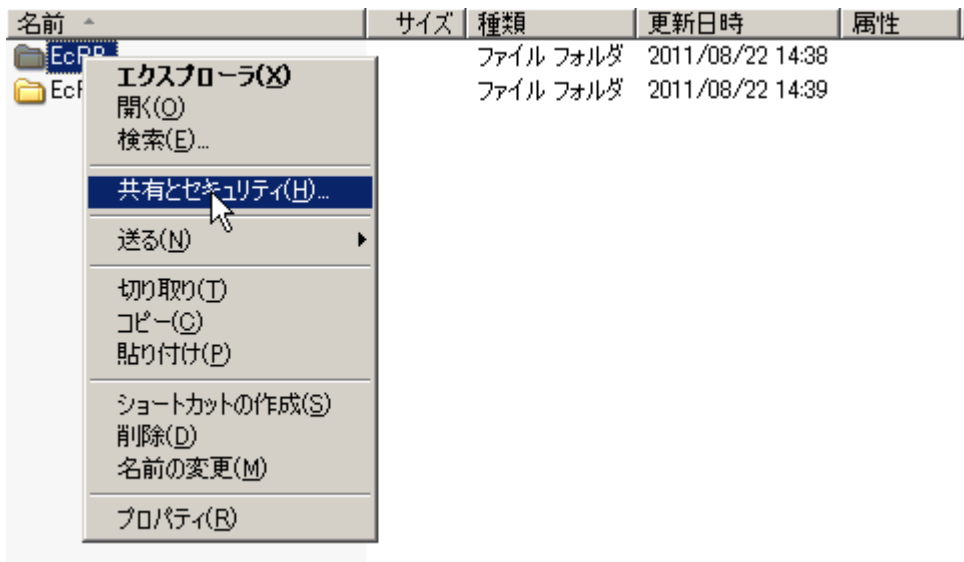 名前 サイズ 種類 更新日時 属性
ファイル フォルダ 2011/08/22 14:38
ファイル フォルダ 2011/08/22 14:39
エクスプローラ(X)
開く(O)
検索(E)...
共有とセキュリティ(H)...
送る(N)
切り取り(T)
コピー(C)
貼り付け(P)
ショートカットの作成(S)
削除(D)
名前の変更(M)
プロパティ(R)